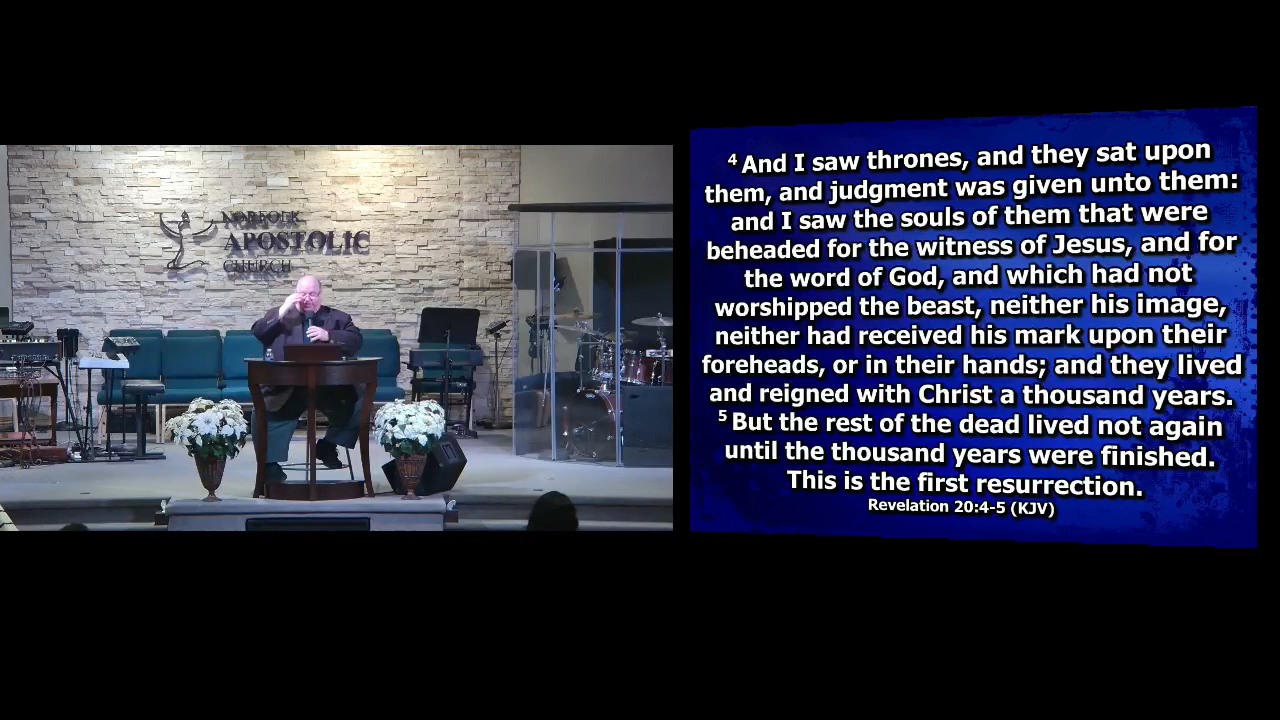 NORFOLK
APOSTOLIC
CHURCH
4 And I saw thrones, and they sat upon
them, and judgment was given unto them:
and I saw the souls of them that were
beheaded for the witness of Jesus, and for
the word of God, and which had not
worshipped the beast, neither his image,
neither had received his mark upon their
foreheads, or in their hands; and they lived
and reigned with Christ a thousand years.
5 But the rest of the dead lived not again
until the thousand years were finished.
This is the first resurrection.
Revelation 20:4-5 (KJV)